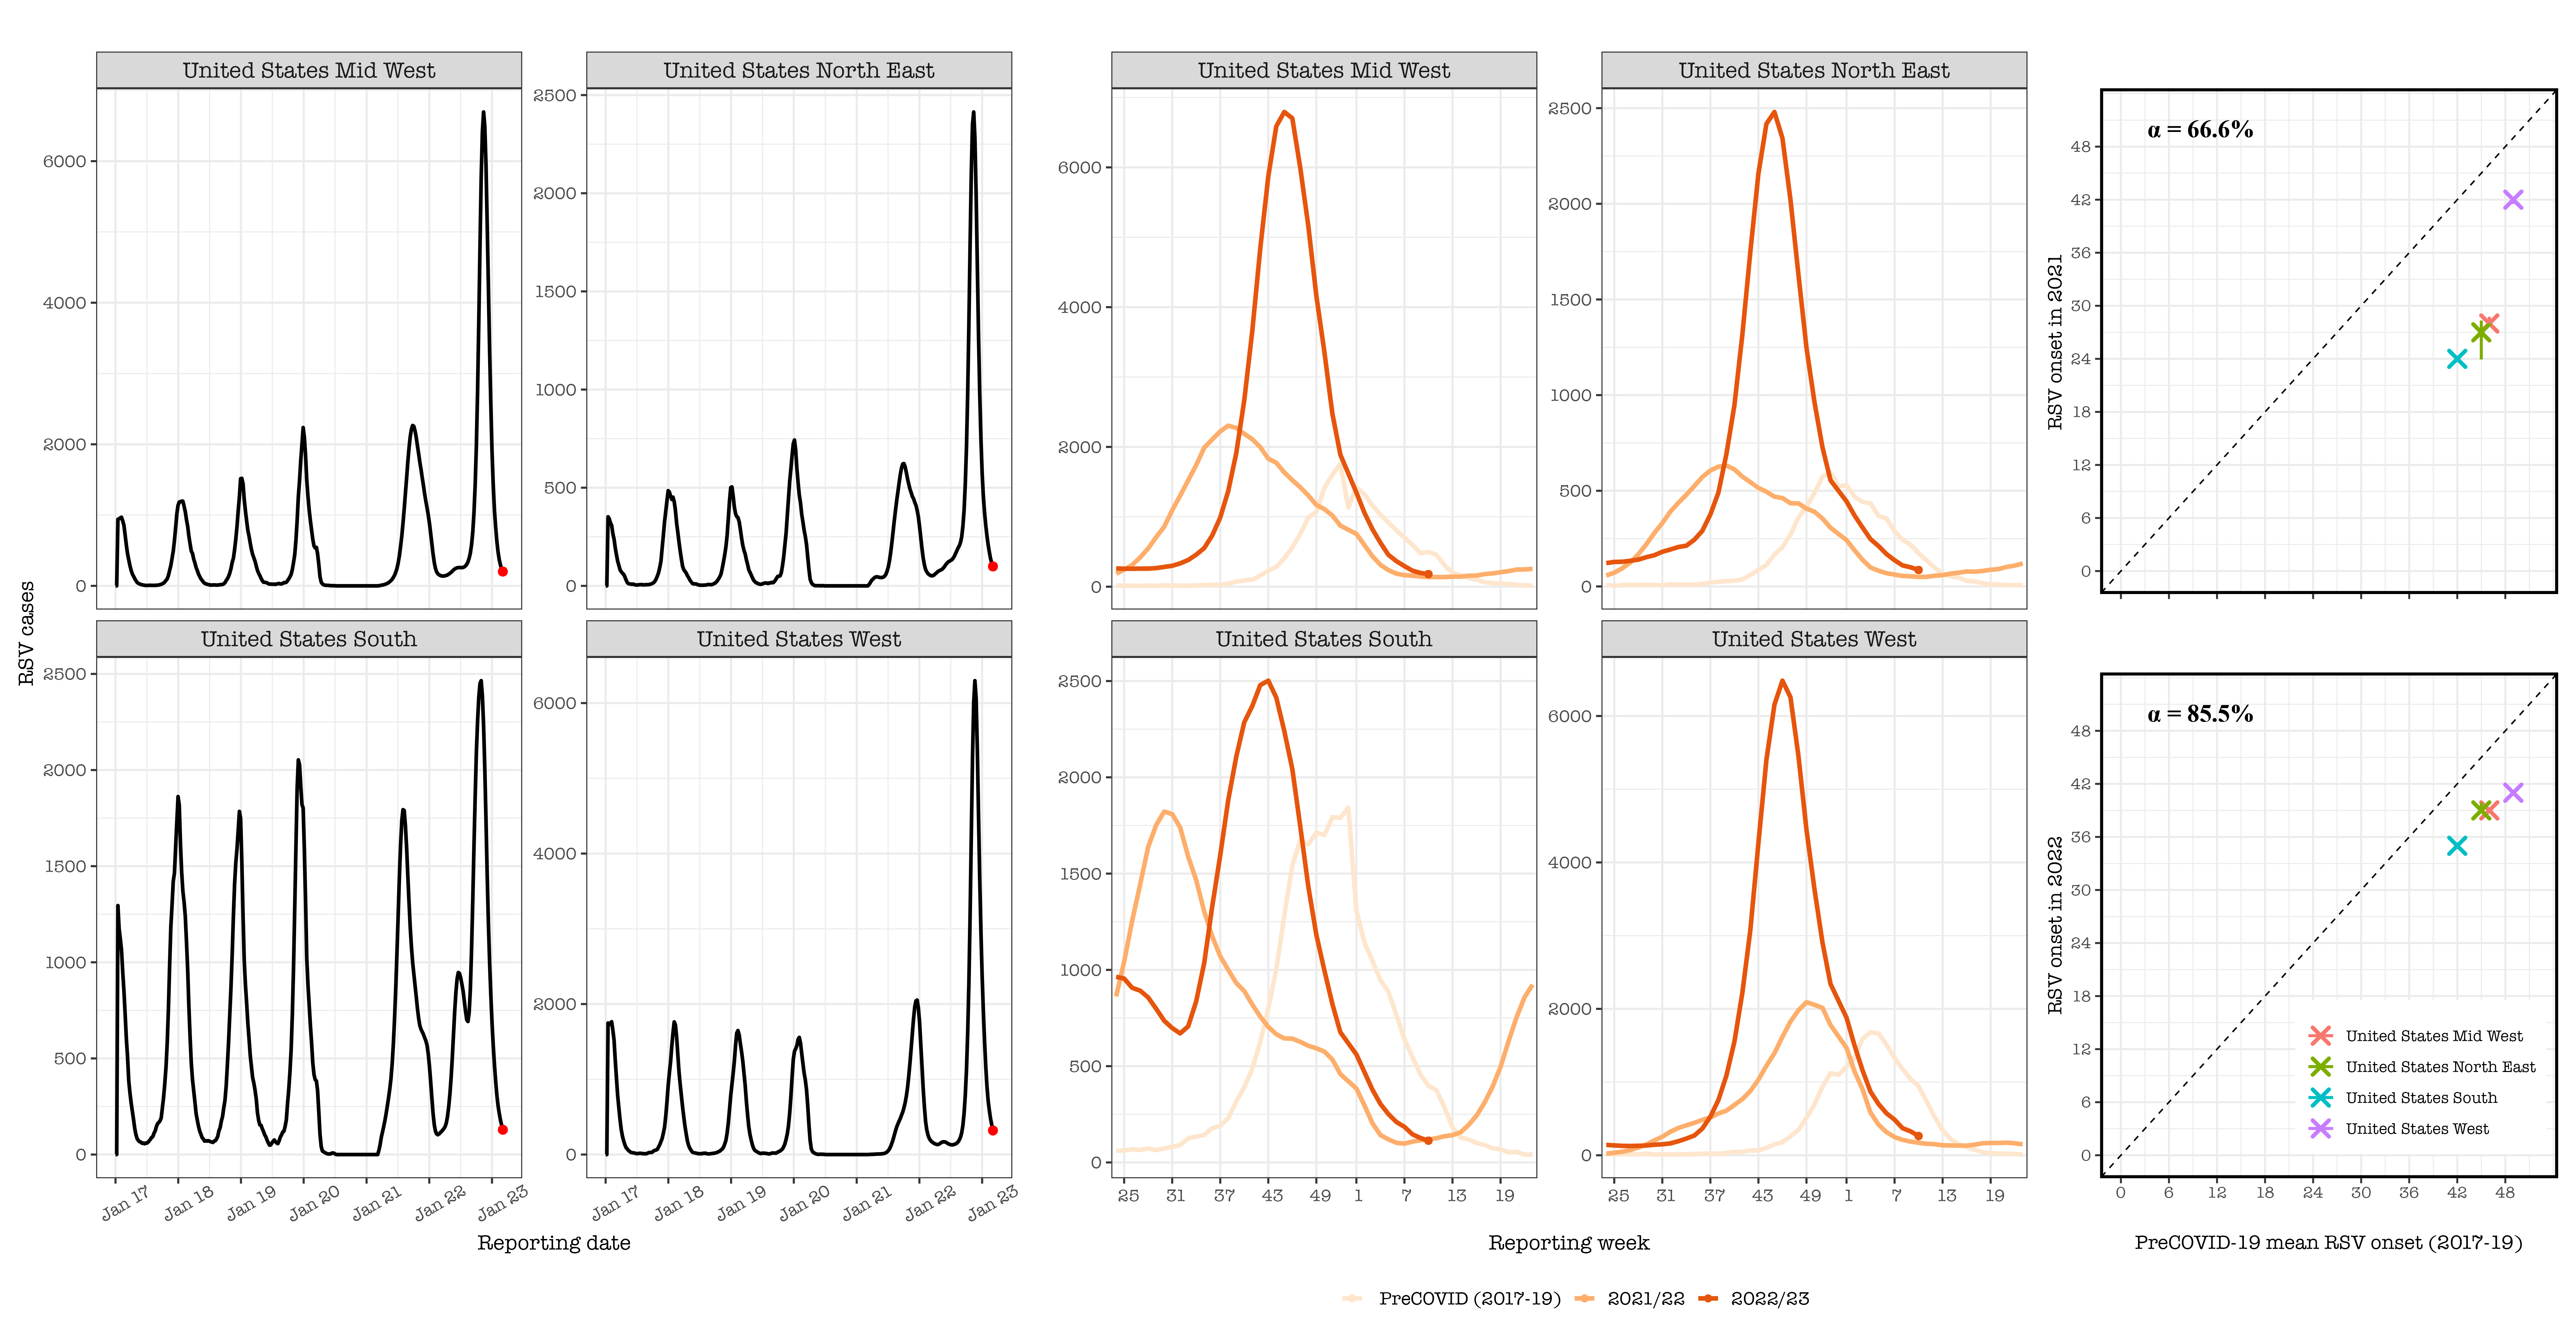 United States Mid West
United States North East
United States Mid West
United States North East
6000
4000
2000
0
2500
2000
1500
1000
500
0
6000
4000
2000
0
2500
2000
1500
1000
500
0
α = 66.6%
RSV onset in 2021
48
42
36
30
24
18
12
6
0
RSV cases
United States South
United States West
United States South
United States West
2500
2000
1500
1000
500
0
6000
4000
2000
0
2500
2000
1500
1000
500
0
6000
4000
2000
0
α = 85.5%
RSV onset in 2022
48
42
36
30
24
18
12
6
0
United States Mid West
United States North East
United States South
United States West
Jan 17 Jan 18 Jan 19 Jan 20 Jan 21 Jan 22 Jan 23
Jan 17 Jan 18 Jan 19 Jan 20 Jan 21 Jan 22 Jan 23
25 31 37 43 49 1 7 13 19
25 31 37 43 49 1 7 13 19
0 6 12 18 24 30 36 42 48
Reporting date
Reporting week
PreCOVID-19 mean RSV onset (2017-19)
PreCOVID (2017-19) 2021/22 2022/23